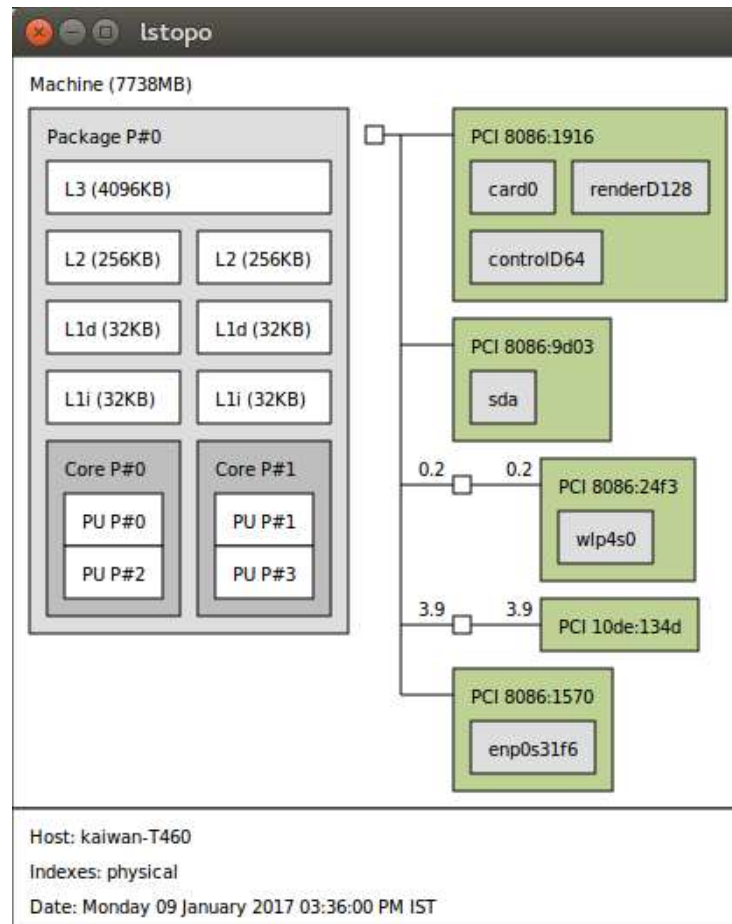 lstopo
Machine (7738MB)
Package P#0
L3 (4096KB)
L2 (256KB) L2 (256KB)
L1d (32KB) L1d (32KB)
L1i (32KB) L1i (32KB)
Core P#0 Core P#1
PU P#0 PU P#1
PU P#2 PU P#3
PCI 8086:1916
card0 renderD128
controlD64
PCI 8086:9d03
sda
0.2 0.2 PCI 8086:24f3
wlp4s0
3.9 3.9 PCI 10de:134d
PCI 8086:1570
enp0s31f6
Host: kaiwan-T460
Indexes: physical
Date: Monday 09 January 2017 03:36:00 PM IST